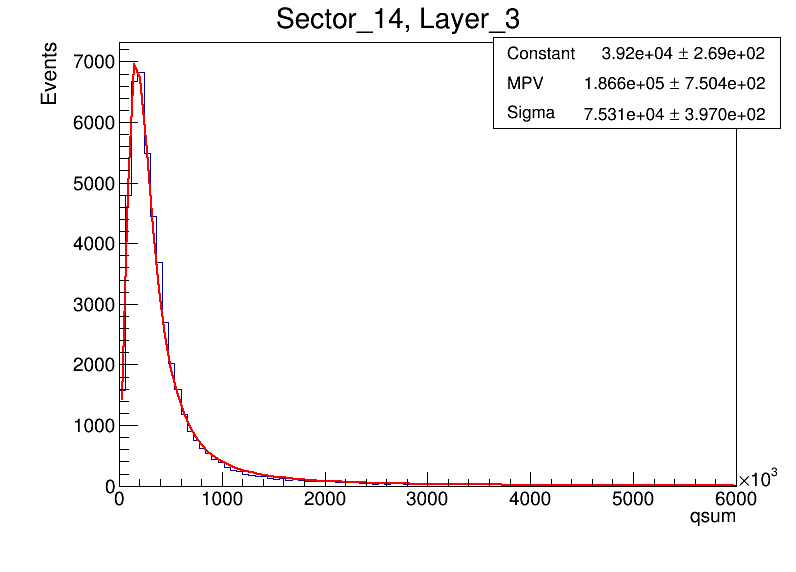 Sector_14, Layer_3
Constant 3.92e+04 ± 2.69e+02
MPV 1.866e+05 ± 7.504e+02
Sigma 7.531e+04 ± 3.970e+02
Events
7000
6000
5000
4000
3000
2000
1000
0
0 1000 2000 3000 4000 5000 6000
×10³
qsum